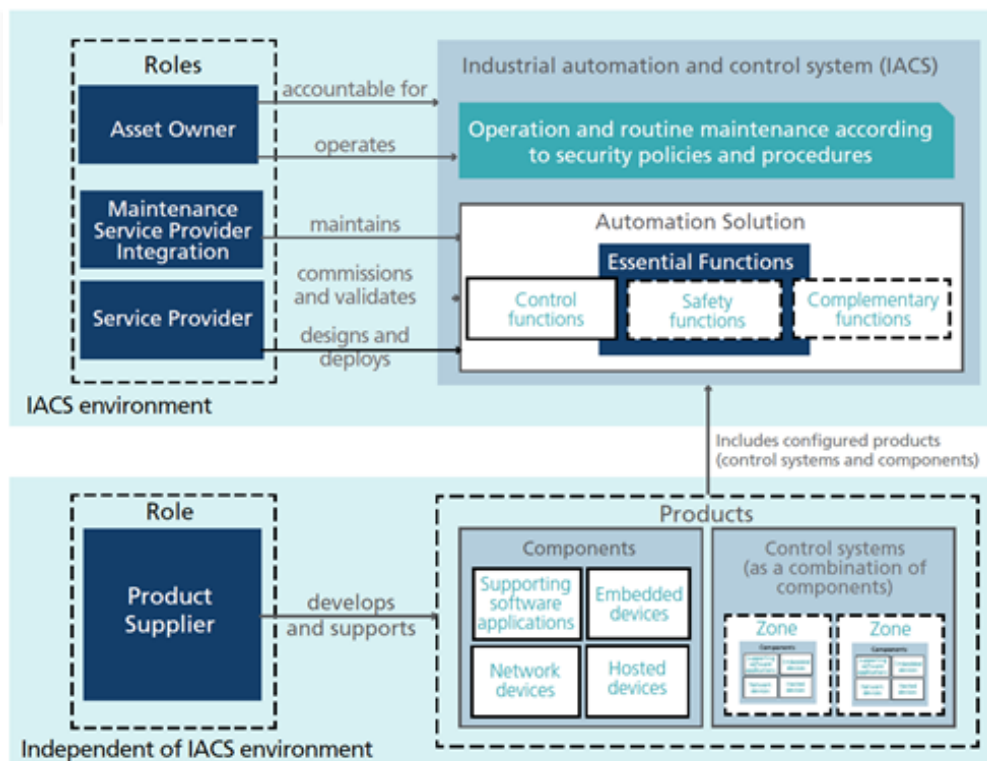 Roles
Asset Owner
Maintenance
Service Provider
Integration
Service Provider
accountable for
operates
maintains
commissions
and validates
designs and
deploys
IACS environment
Industrial automation and control system (IACS)
Operation and routine maintenance according
to security policies and procedures
Automation Solution
Essential Functions
Control
functions
Safety
functions
Complementary
functions
Includes configured products
(control systems and components)
Role
Product
Supplier
develops
and supports
Independent of IACS environment
Products
Components
Supporting
software
applications
Embedded
devices
Network
devices
Hosted
devices
Control systems
(as a combination of
components)
Zone
Components
Zone
Components